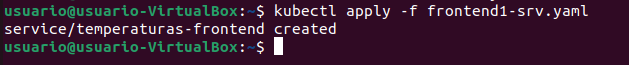 usuario@usuario-VirtualBox:~$ kubectl apply -f frontend1-srv.yaml
service/temperaturas-frontend created
usuario@usuario-VirtualBox:~$